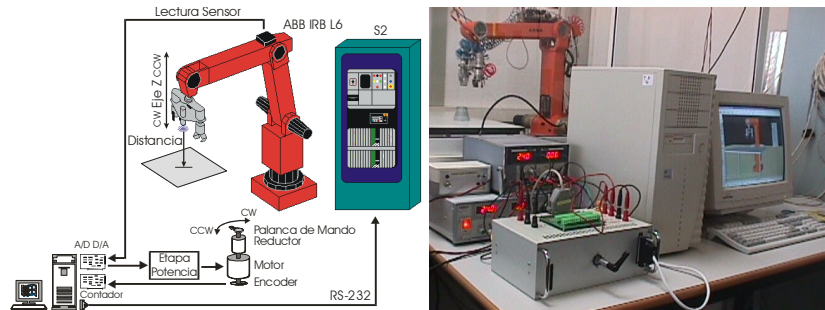 Lectura Sensor
ABB IRB L6
S2
CW Eje Z CCW
Distancia
CW
CCW
Palanca de Mando
Reductor
A/D D/A
Etapa
Potencia
Motor
Encoder
Contador
RS-232